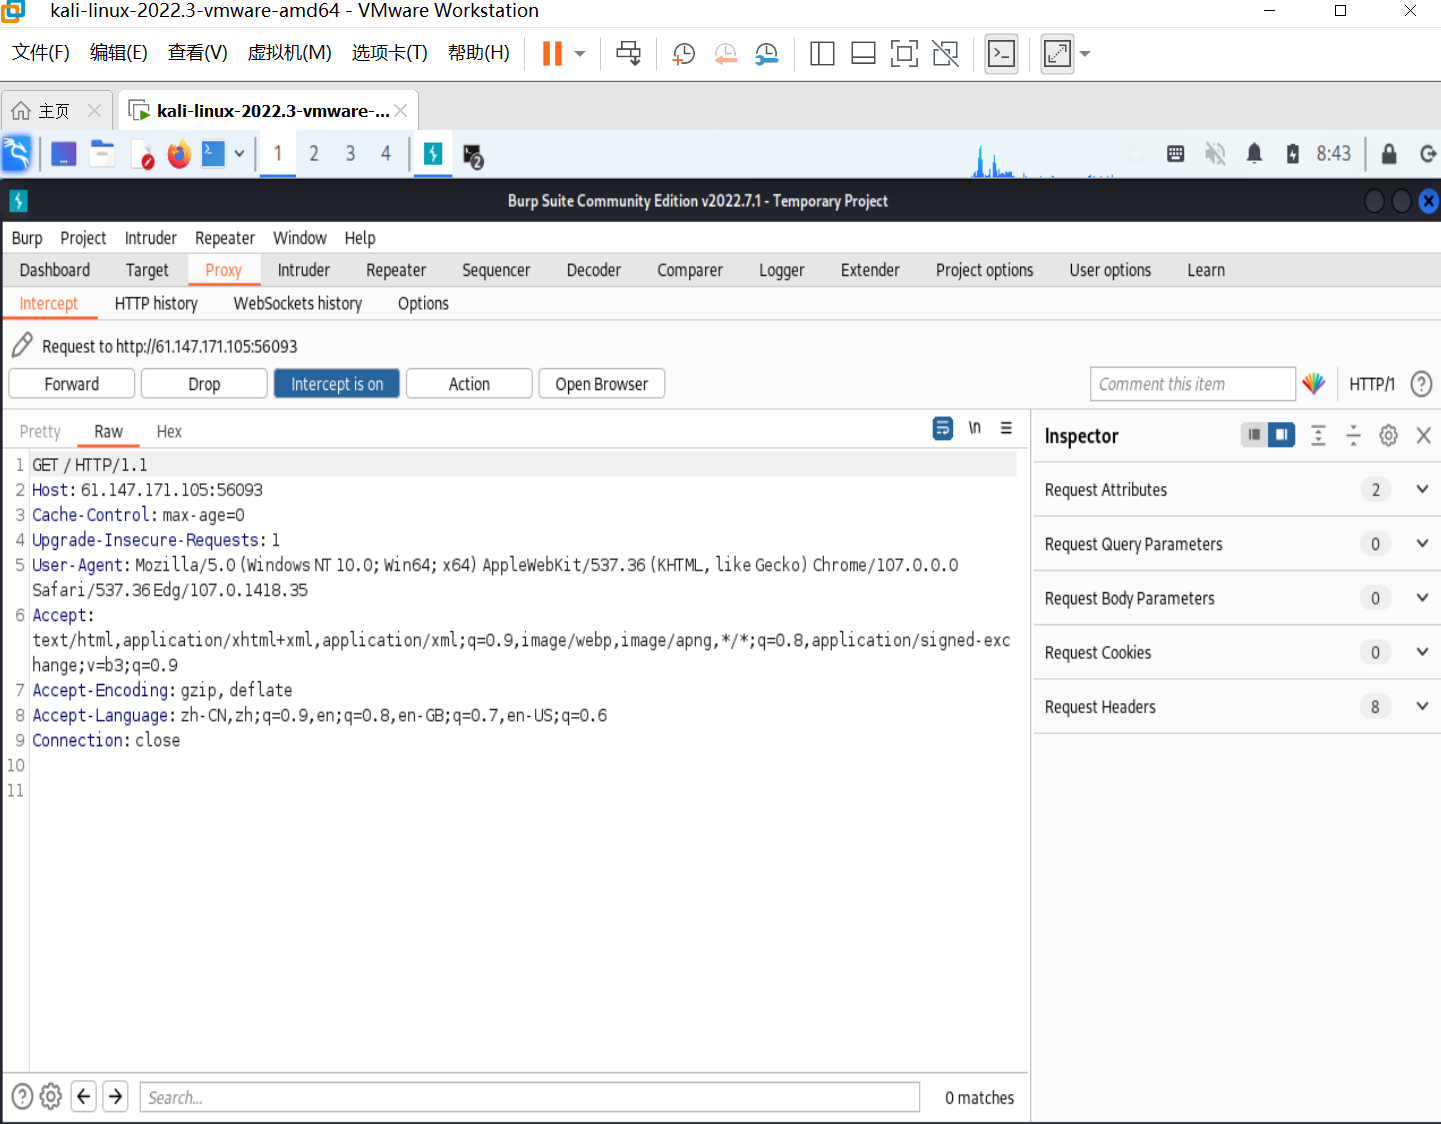 kali-linux-2022.3-vmware-amd64 - VMware Workstation
文件(F) 编辑(E) 查看(V) 虚拟机(M) 选项卡(T) 帮助(H)
主页 kali-linux-2022.3-vmware-...
1 2 3 4 2 8:43
Burp Suite Community Edition v2022.7.1 - Temporary Project
Burp Project Intruder Repeater Window Help
Dashboard Target Proxy Intruder Repeater Sequencer Decoder Comparer Logger Extender Project options User options Learn
Intercept HTTP history WebSockets history Options
Request to http://61.147.171.105:56093
Forward Drop Intercept is on Action Open Browser Comment this item HTTP/1 ?
Pretty Raw Hex \n
1 GET / HTTP/1.1
2 Host: 61.147.171.105:56093
3 Cache-Control: max-age=0
4 Upgrade-Insecure-Requests: 1
5 User-Agent: Mozilla/5.0 (Windows NT 10.0; Win64; x64) AppleWebKit/537.36 (KHTML, like Gecko) Chrome/107.0.0.0
Safari/537.36 Edg/107.0.1418.35
6 Accept:
text/html,application/xhtml+xml,application/xml;q=0.9,image/webp,image/apng,*/*;q=0.8,application/signed-exc
hange;v=b3;q=0.9
7 Accept-Encoding: gzip, deflate
8 Accept-Language: zh-CN,zh;q=0.9,en;q=0.8,en-GB;q=0.7,en-US;q=0.6
9 Connection: close
10
11
Inspector
Request Attributes 2
Request Query Parameters 0
Request Body Parameters 0
Request Cookies 0
Request Headers 8
? Search... 0 matches